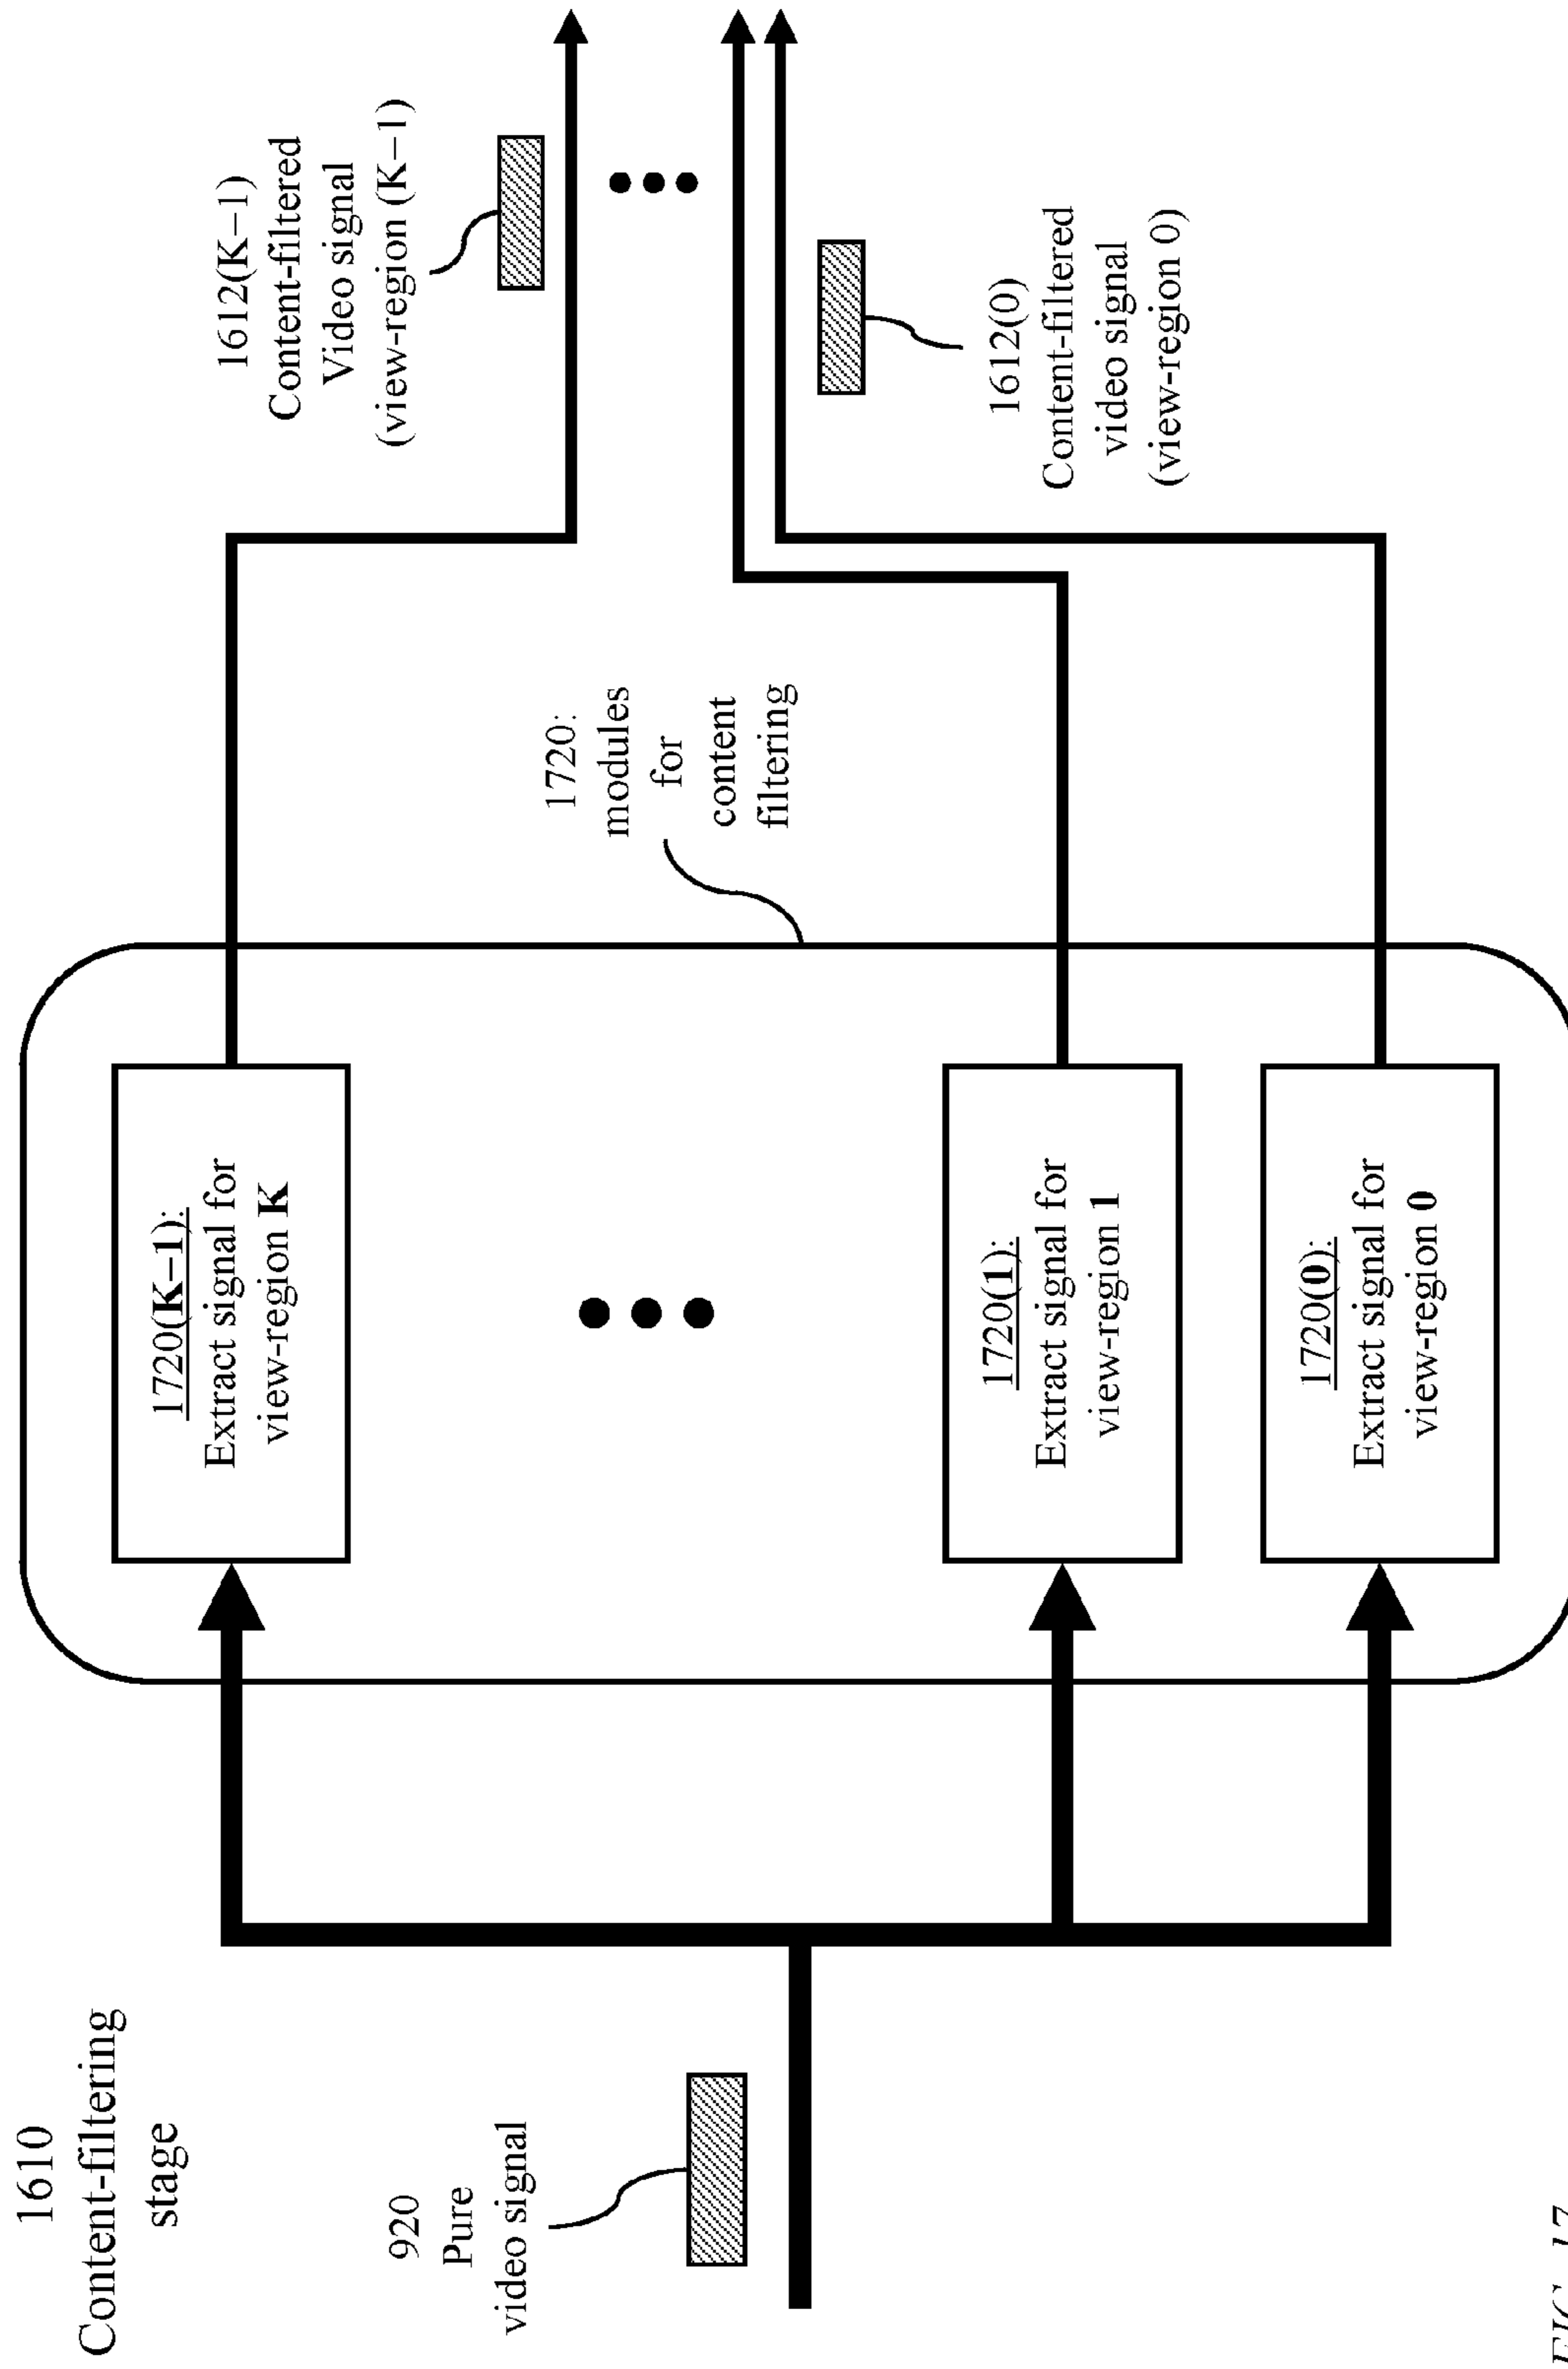 1610
Content-filtering
stage
920
Pure
video signal
1720(K–1):
Extract signal for
view-region K
1720(1):
Extract signal for
view-region 1
1720(0):
Extract signal for
view-region 0
1720:
modules
for
content
filtering
1612(K–1)
Content-filtered
Video signal
(view-region (K–1)
1612(0)
Content-filtered
video signal
(view-region 0)
FIG. 17